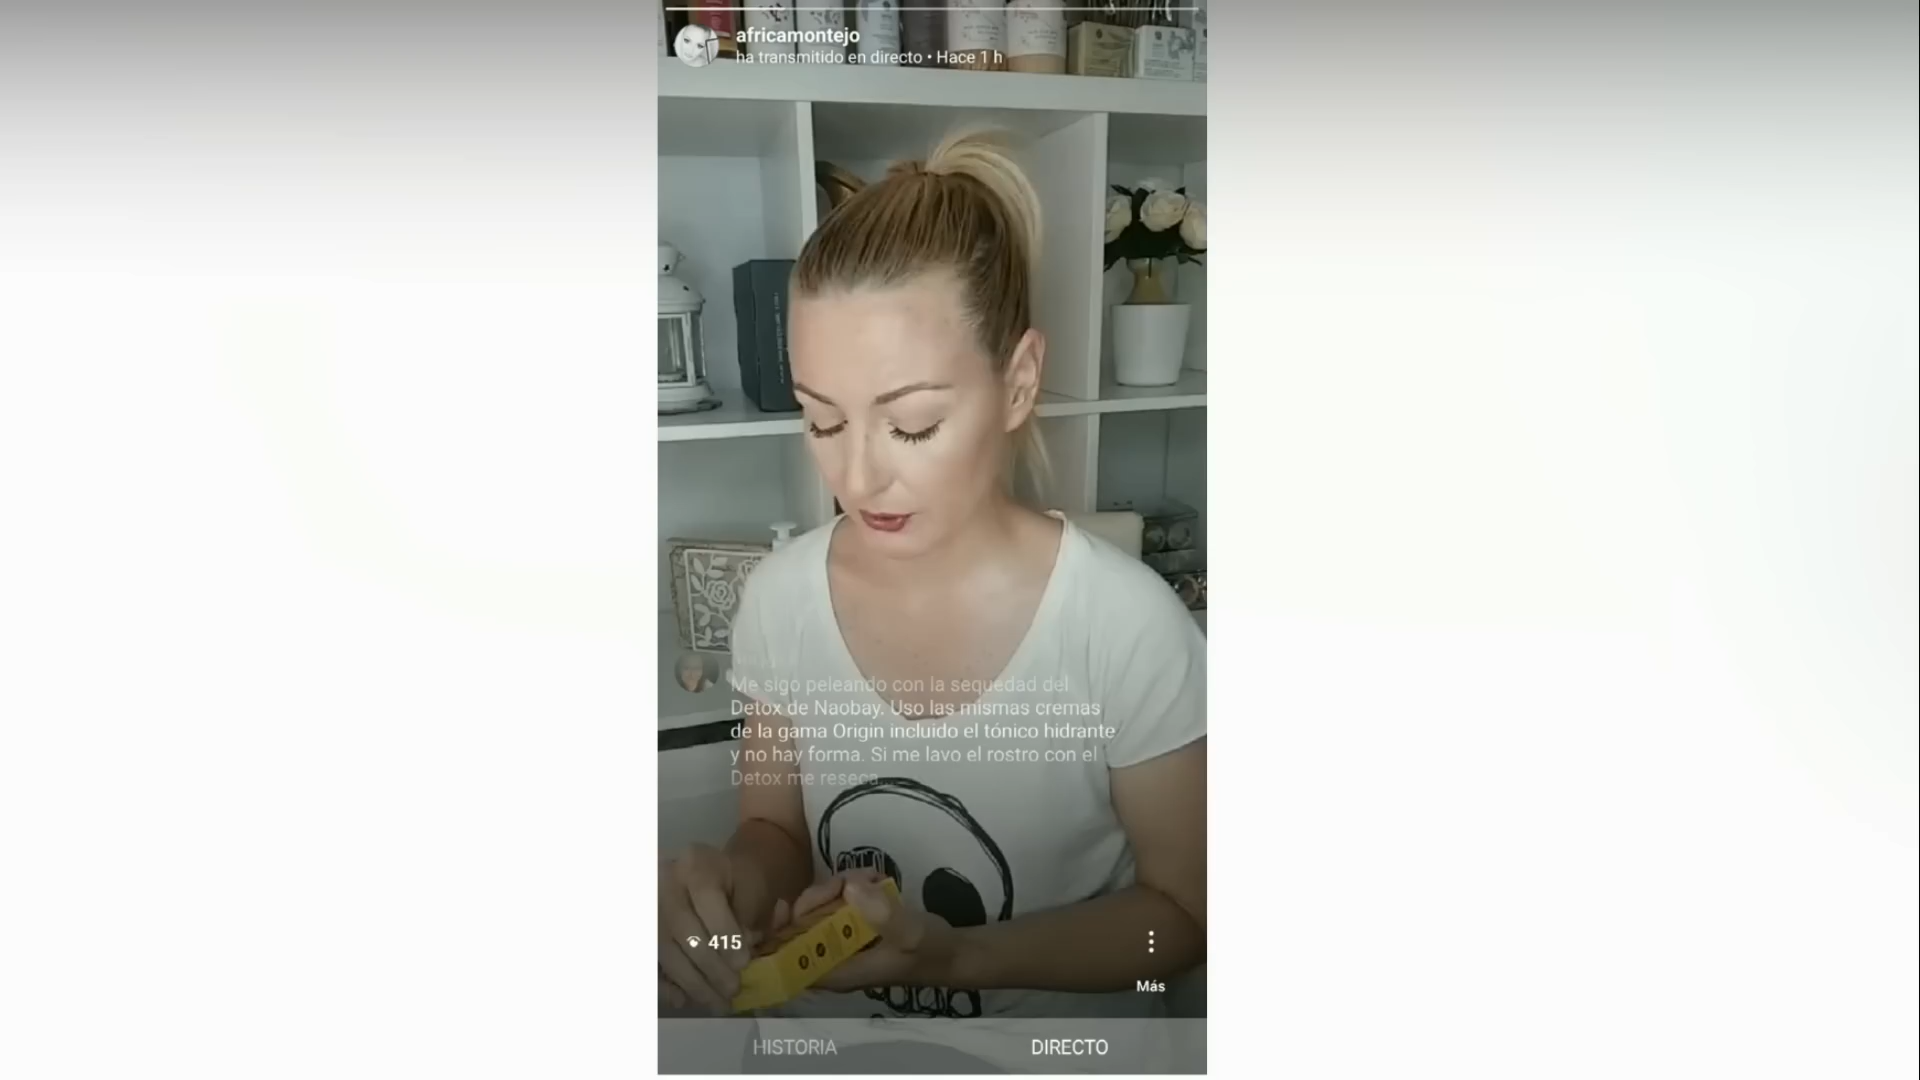 africamontejo
ha transmitido en directo • Hace 1 h
Me sigo peleando con la sequedad del
Detox de Naobay. Uso las mismas cremas
de la gama Origin incluido el tónico hidrante
y no hay forma. Si me lavo el rostro con el
Detox me reseca...
415
Más
HISTORIA
DIRECTO